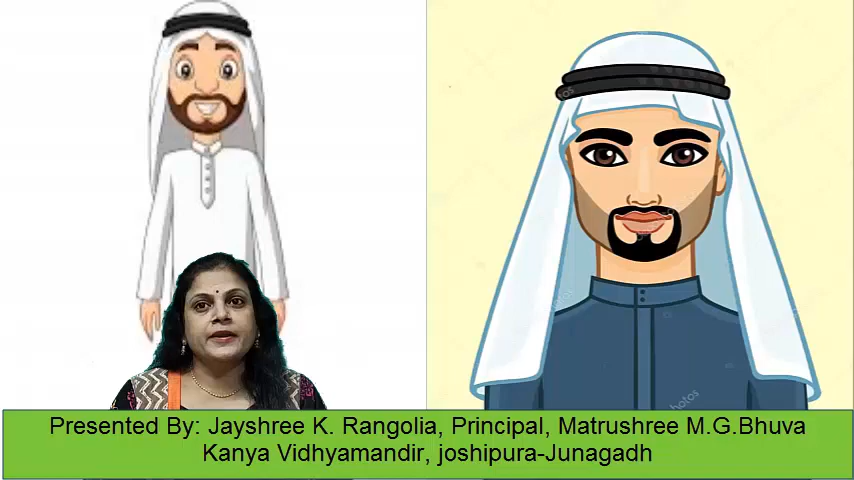 Presented By: Jayshree K. Rangolia, Principal, Matrushree M.G.Bhuva
Kanya Vidhyamandir, joshipura-Junagadh